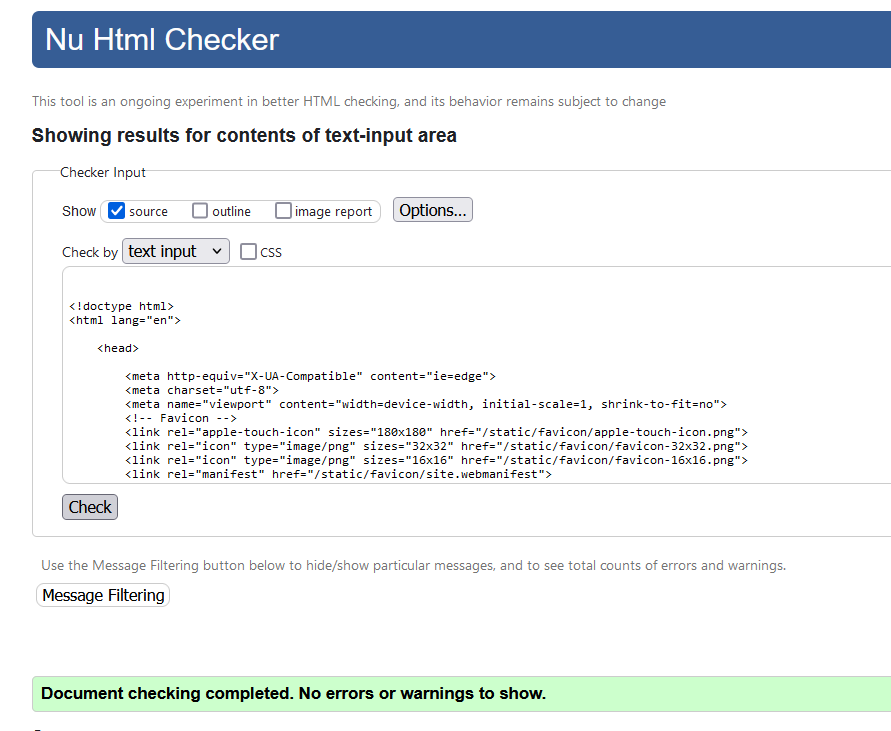 Nu Html Checker
This tool is an ongoing experiment in better HTML checking, and its behavior remains subject to change
Showing results for contents of text-input area
Checker Input
Show source outline image report Options...
Check by text input CSS
<!doctype html>
<html lang="en">
<head>
<meta http-equiv="X-UA-Compatible" content="ie=edge">
<meta charset="utf-8">
<meta name="viewport" content="width=device-width, initial-scale=1, shrink-to-fit=no">
<!-- Favicon -->
<link rel="apple-touch-icon" sizes="180x180" href="/static/favicon/apple-touch-icon.png">
<link rel="icon" type="image/png" sizes="32x32" href="/static/favicon/favicon-32x32.png">
<link rel="icon" type="image/png" sizes="16x16" href="/static/favicon/favicon-16x16.png">
<link rel="manifest" href="/static/favicon/site.webmanifest">
Check
Use the Message Filtering button below to hide/show particular messages, and to see total counts of errors and warnings.
Message Filtering
Document checking completed. No errors or warnings to show.